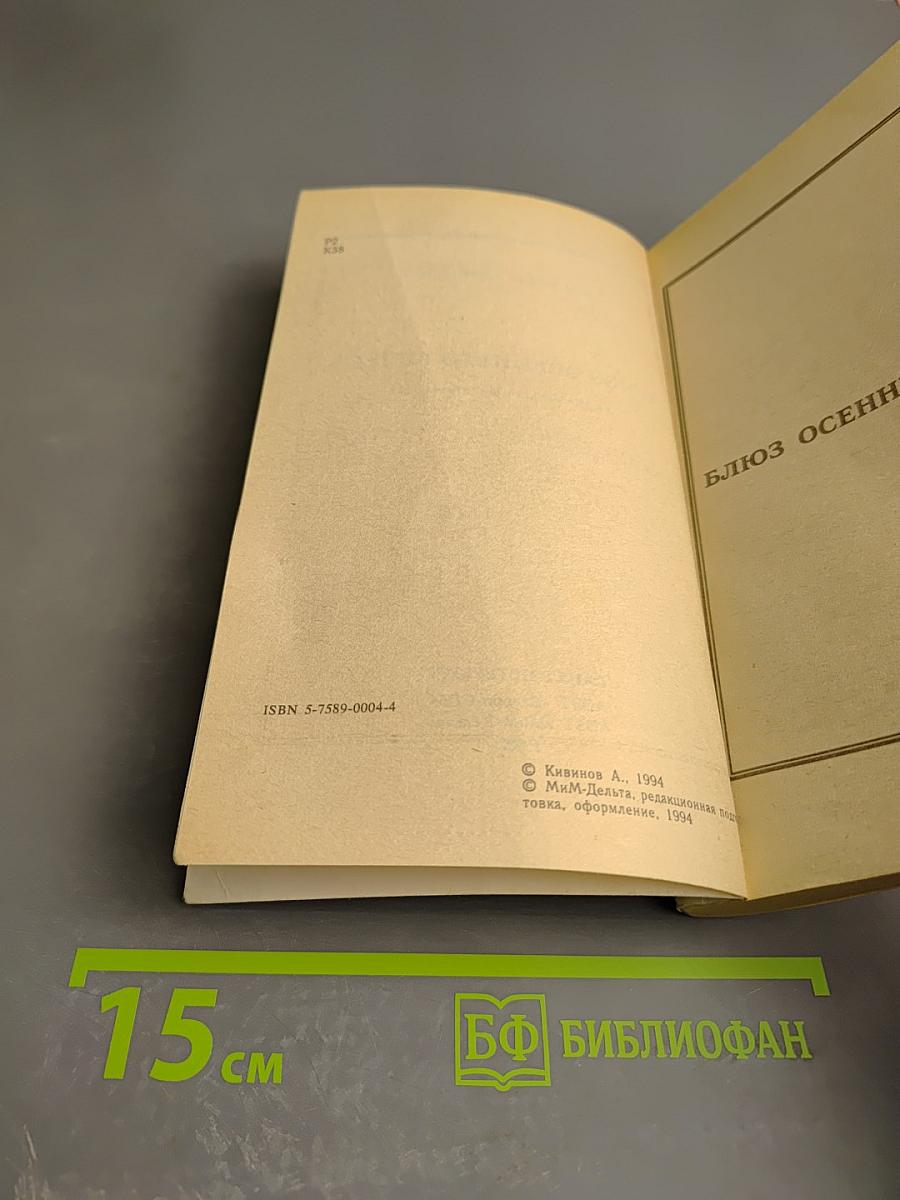 Р2
К38
ISBN 5-7589-0004-4
© Кивинов А., 1994
© МиМ-Дельта, редакционная
товка, оформление, 1994
БЛЮЗ ОСЕНН
15 см
БФ БИБЛИОФАН